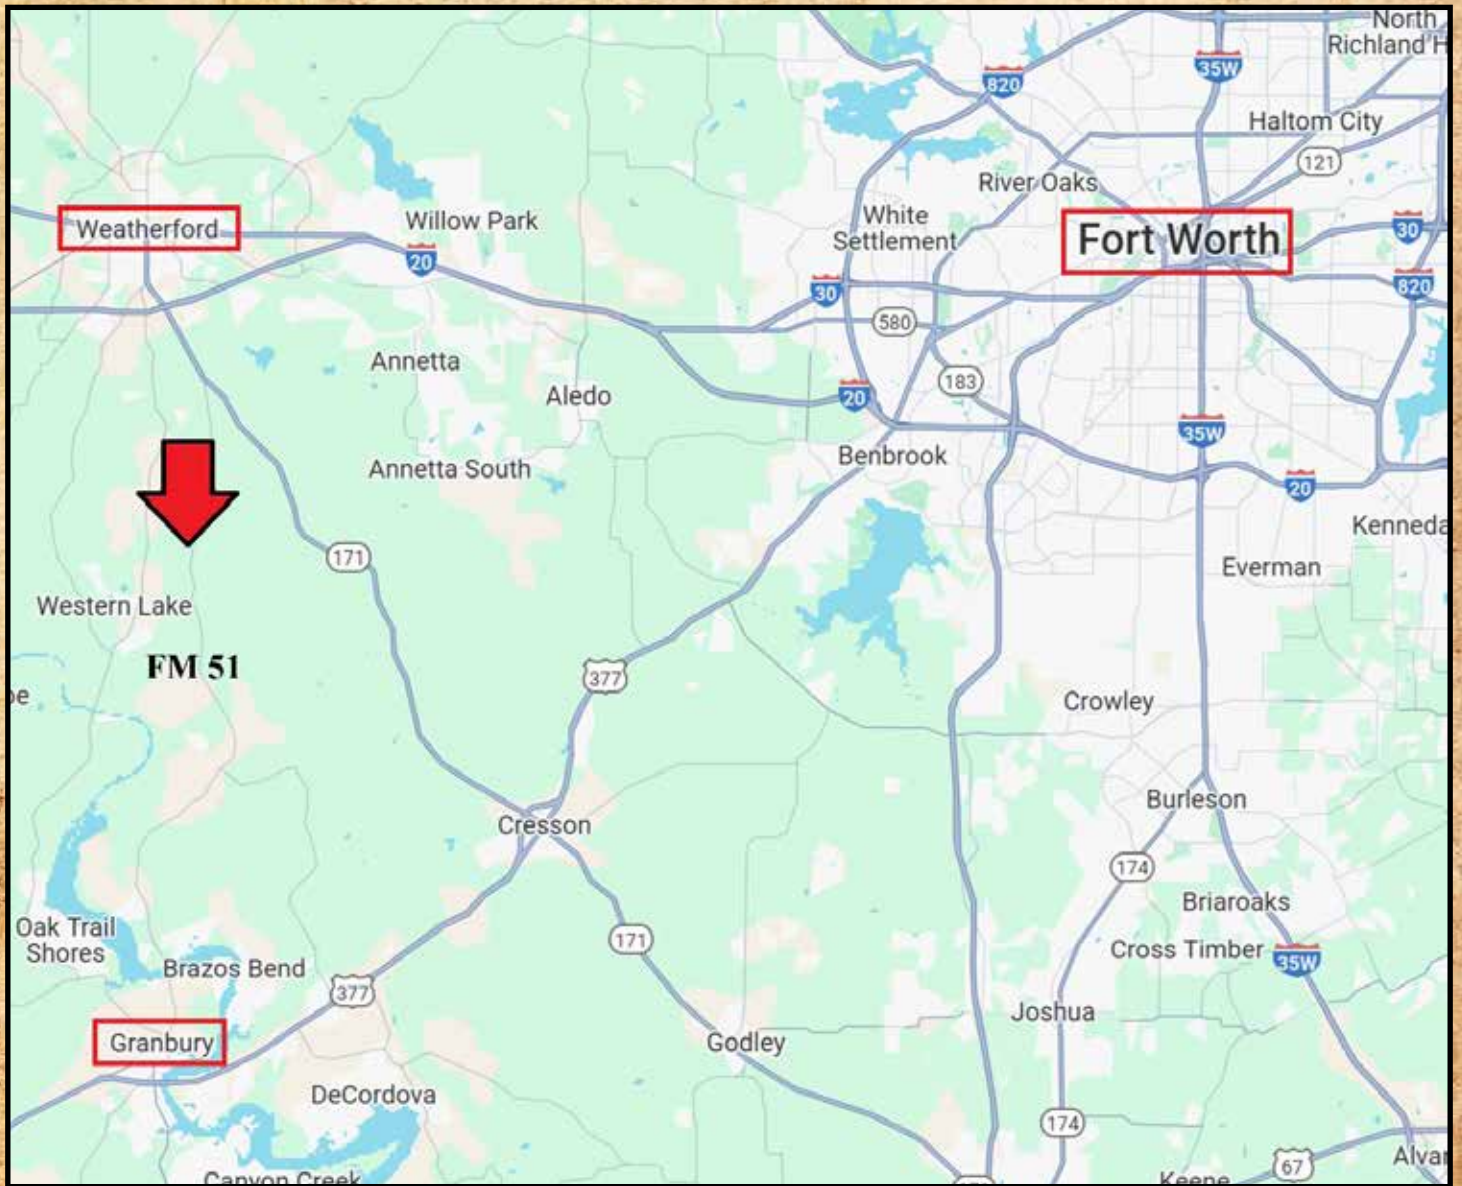 North
Richland H
820
35W
Haltom City
121
River Oaks
Weatherford
Willow Park
White
Settlement
Fort Worth
30
20
820
30
580
Annetta
183
Aledo
20
35W
Benbrook
Annetta South
20
Kenneda
171
Everman
Western Lake
FM 51
377
Crowley
Burleson
Cresson
174
Briaroaks
Oak Trail
Shores
171
Cross Timber
35W
Brazos Bend
377
Joshua
Granbury
Godley
DeCordova
174
67
Alvar
Canyon Creek
Keene